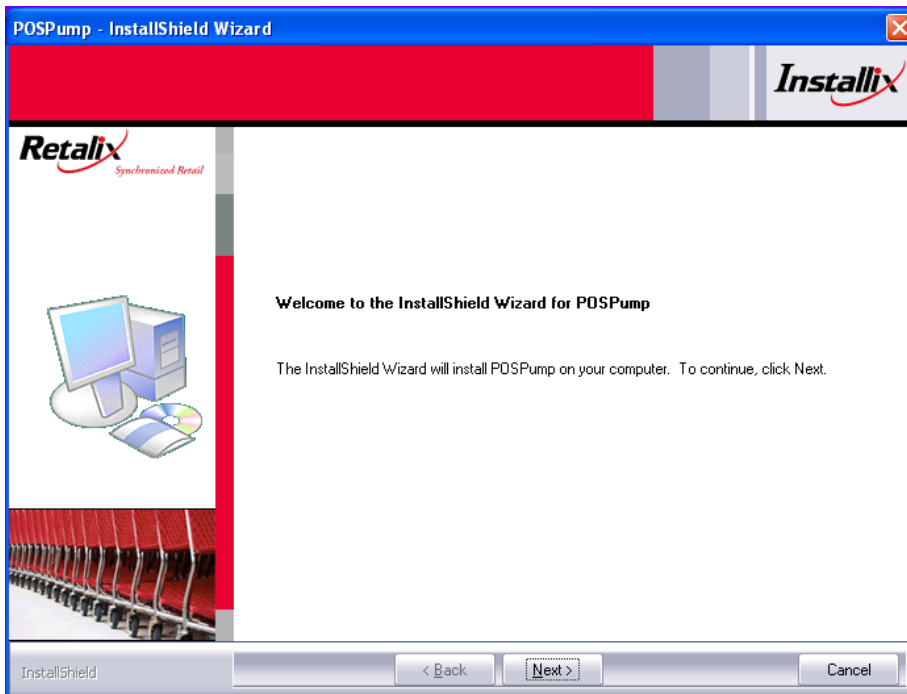 POSPump - InstallShield Wizard
Installix
Retalix
Synchronized Retail
Welcome to the InstallShield Wizard for POSPump
The InstallShield Wizard will install POSPump on your computer. To continue, click Next.
InstallShield
< Back
Next >
Cancel